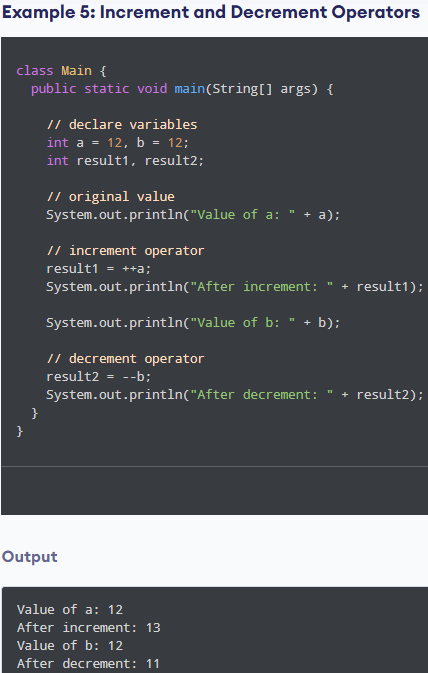 Example 5: Increment and Decrement Operators
class Main {
  public static void main(String[] args) {
    // declare variables
    int a = 12, b = 12;
    int result1, result2;
    // original value
    System.out.println("Value of a: " + a);
    // increment operator
    result1 = ++a;
    System.out.println("After increment: " + result1);
    System.out.println("Value of b: " + b);
    // decrement operator
    result2 = --b;
    System.out.println("After decrement: " + result2);
  }
}
Output
Value of a: 12
After increment: 13
Value of b: 12
After decrement: 11